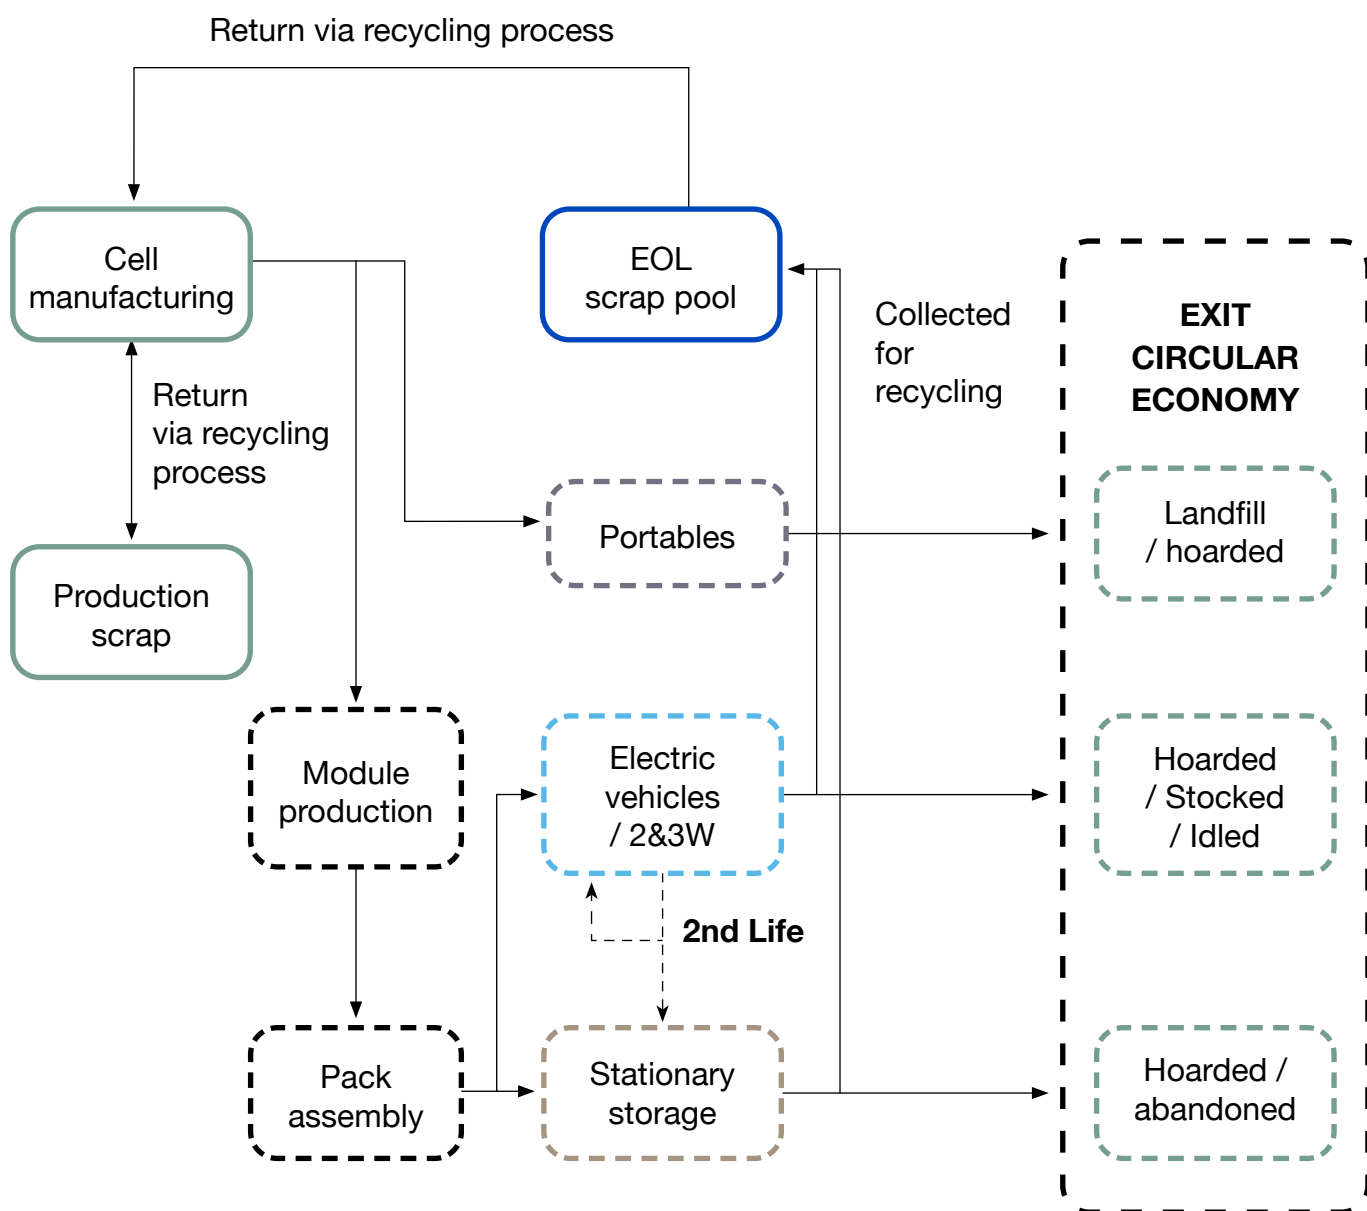 Return via recycling process
Cell
manufacturing
EOL
scrap pool
Collected
for
recycling
EXIT
CIRCULAR
ECONOMY
Return
via recycling
process
Portables
Landfill
/ hoarded
Production
scrap
Module
production
Electric
vehicles
/ 2&3W
Hoarded
/ Stocked
/ Idled
2nd Life
Pack
assembly
Stationary
storage
Hoarded /
abandoned